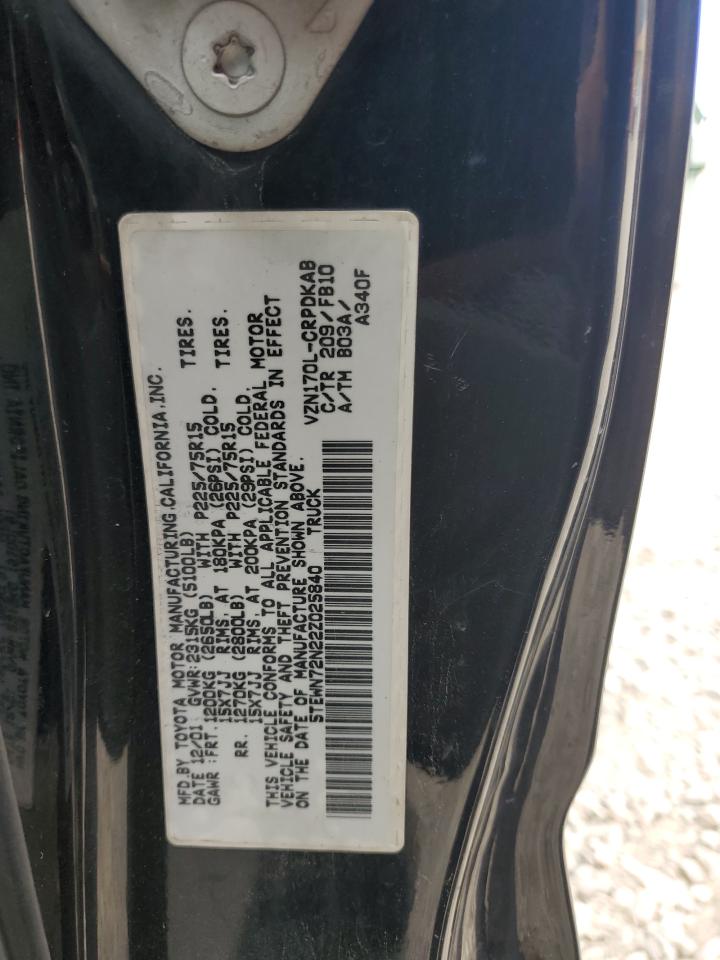 MFD.BY TOYOTA MOTOR MANUFACTURING,CALIFORNIA,INC.
DATE 12/01 GVWR:2315KG (5100LB)
GAWR :FRT.1200KG (2650LB) WITH P225/75R15 TIRES.
15X7JJ RIMS, AT 180KPA (26PSI) COLD.
RR. 1270KG (2800LB) WITH P225/75R15 TIRES.
15X7JJ RIMS, AT 200KPA (29PSI) COLD.
THIS VEHICLE CONFORMS TO ALL APPLICABLE FEDERAL MOTOR
VEHICLE SAFETY AND THEFT PREVENTION STANDARDS IN EFFECT
ON THE DATE OF MANUFACTURE SHOWN ABOVE.
5TEWN72N22Z025840 TRUCK
VZN170L-CRPDKAB
C/TR 209/FB10
A/TM B03A/
A340F